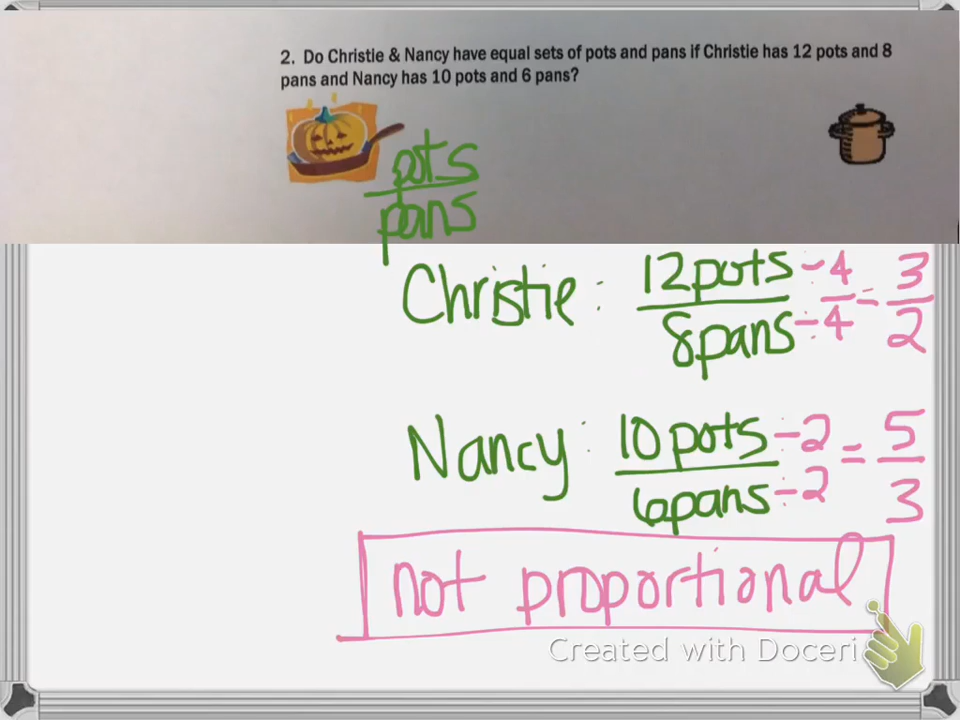 2. Do Christie & Nancy have equal sets of pots and pans if Christie has 12 pots and 8
pans and Nancy has 10 pots and 6 pans?
pots
pans
Christie : 12 pots ÷ 4 = 3
8 pans ÷ 4 2
Nancy : 10 pots ÷ 2 = 5
6 pans ÷ 2 3
not proportional
Created with Doceri